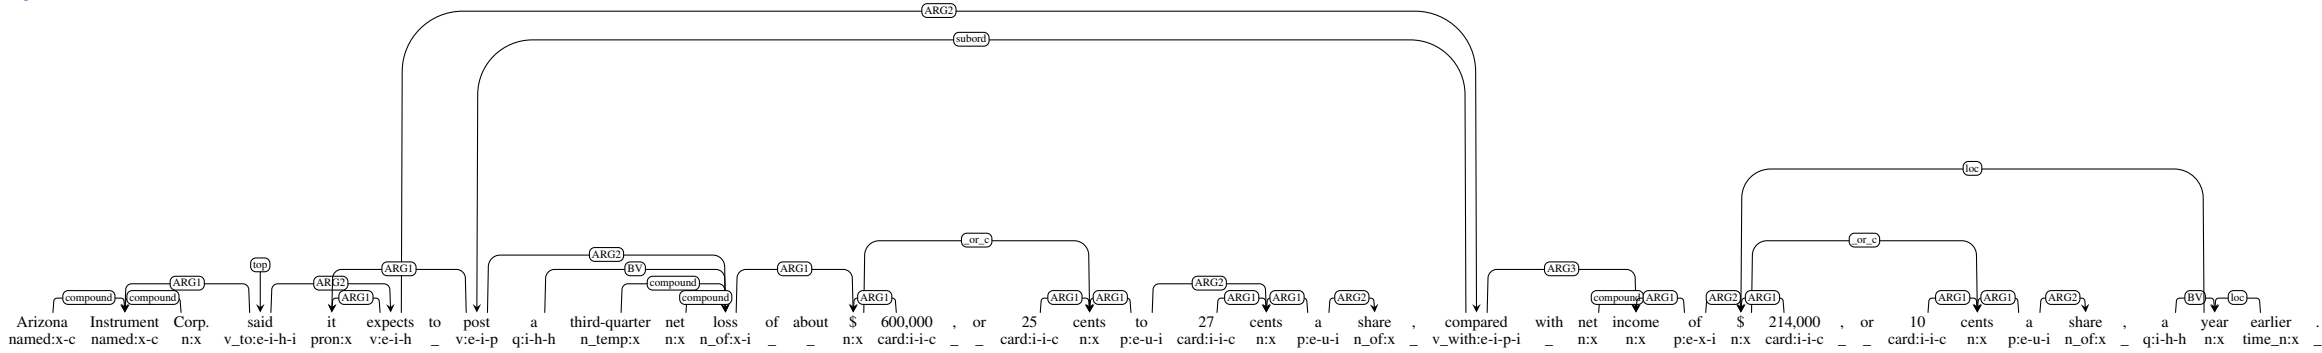 ARG2
subord
loc
_or_c _or_c
ARG2 ARG2
top ARG1 BV ARG1 ARG3
ARG1 ARG2 compound ARG2
compound compound ARG1 compound ARG1 ARG1 ARG1 ARG1 ARG1 ARG2 compound ARG1 ARG2 ARG1 ARG1 ARG1 ARG2 BV loc
Arizona Instrument Corp. said it expects to post a third-quarter net loss of about $ 600,000 , or 25 cents to 27 cents a share , compared with net income of $ 214,000 , or 10 cents a share , a year earlier .
named:x-c named:x-c n:x v_to:e-i-h-i pron:x v:e-i-h _ v:e-i-p q:i-h-h n_temp:x n:x n_of:x-i _ _ n:x card:i-i-c _ _ card:i-i-c n:x p:e-u-i card:i-i-c n:x p:e-u-i n_of:x _ v_with:e-i-p-i _ n:x n:x p:e-x-i n:x card:i-i-c _ _ card:i-i-c n:x p:e-u-i n_of:x _ q:i-h-h n:x time_n:x _